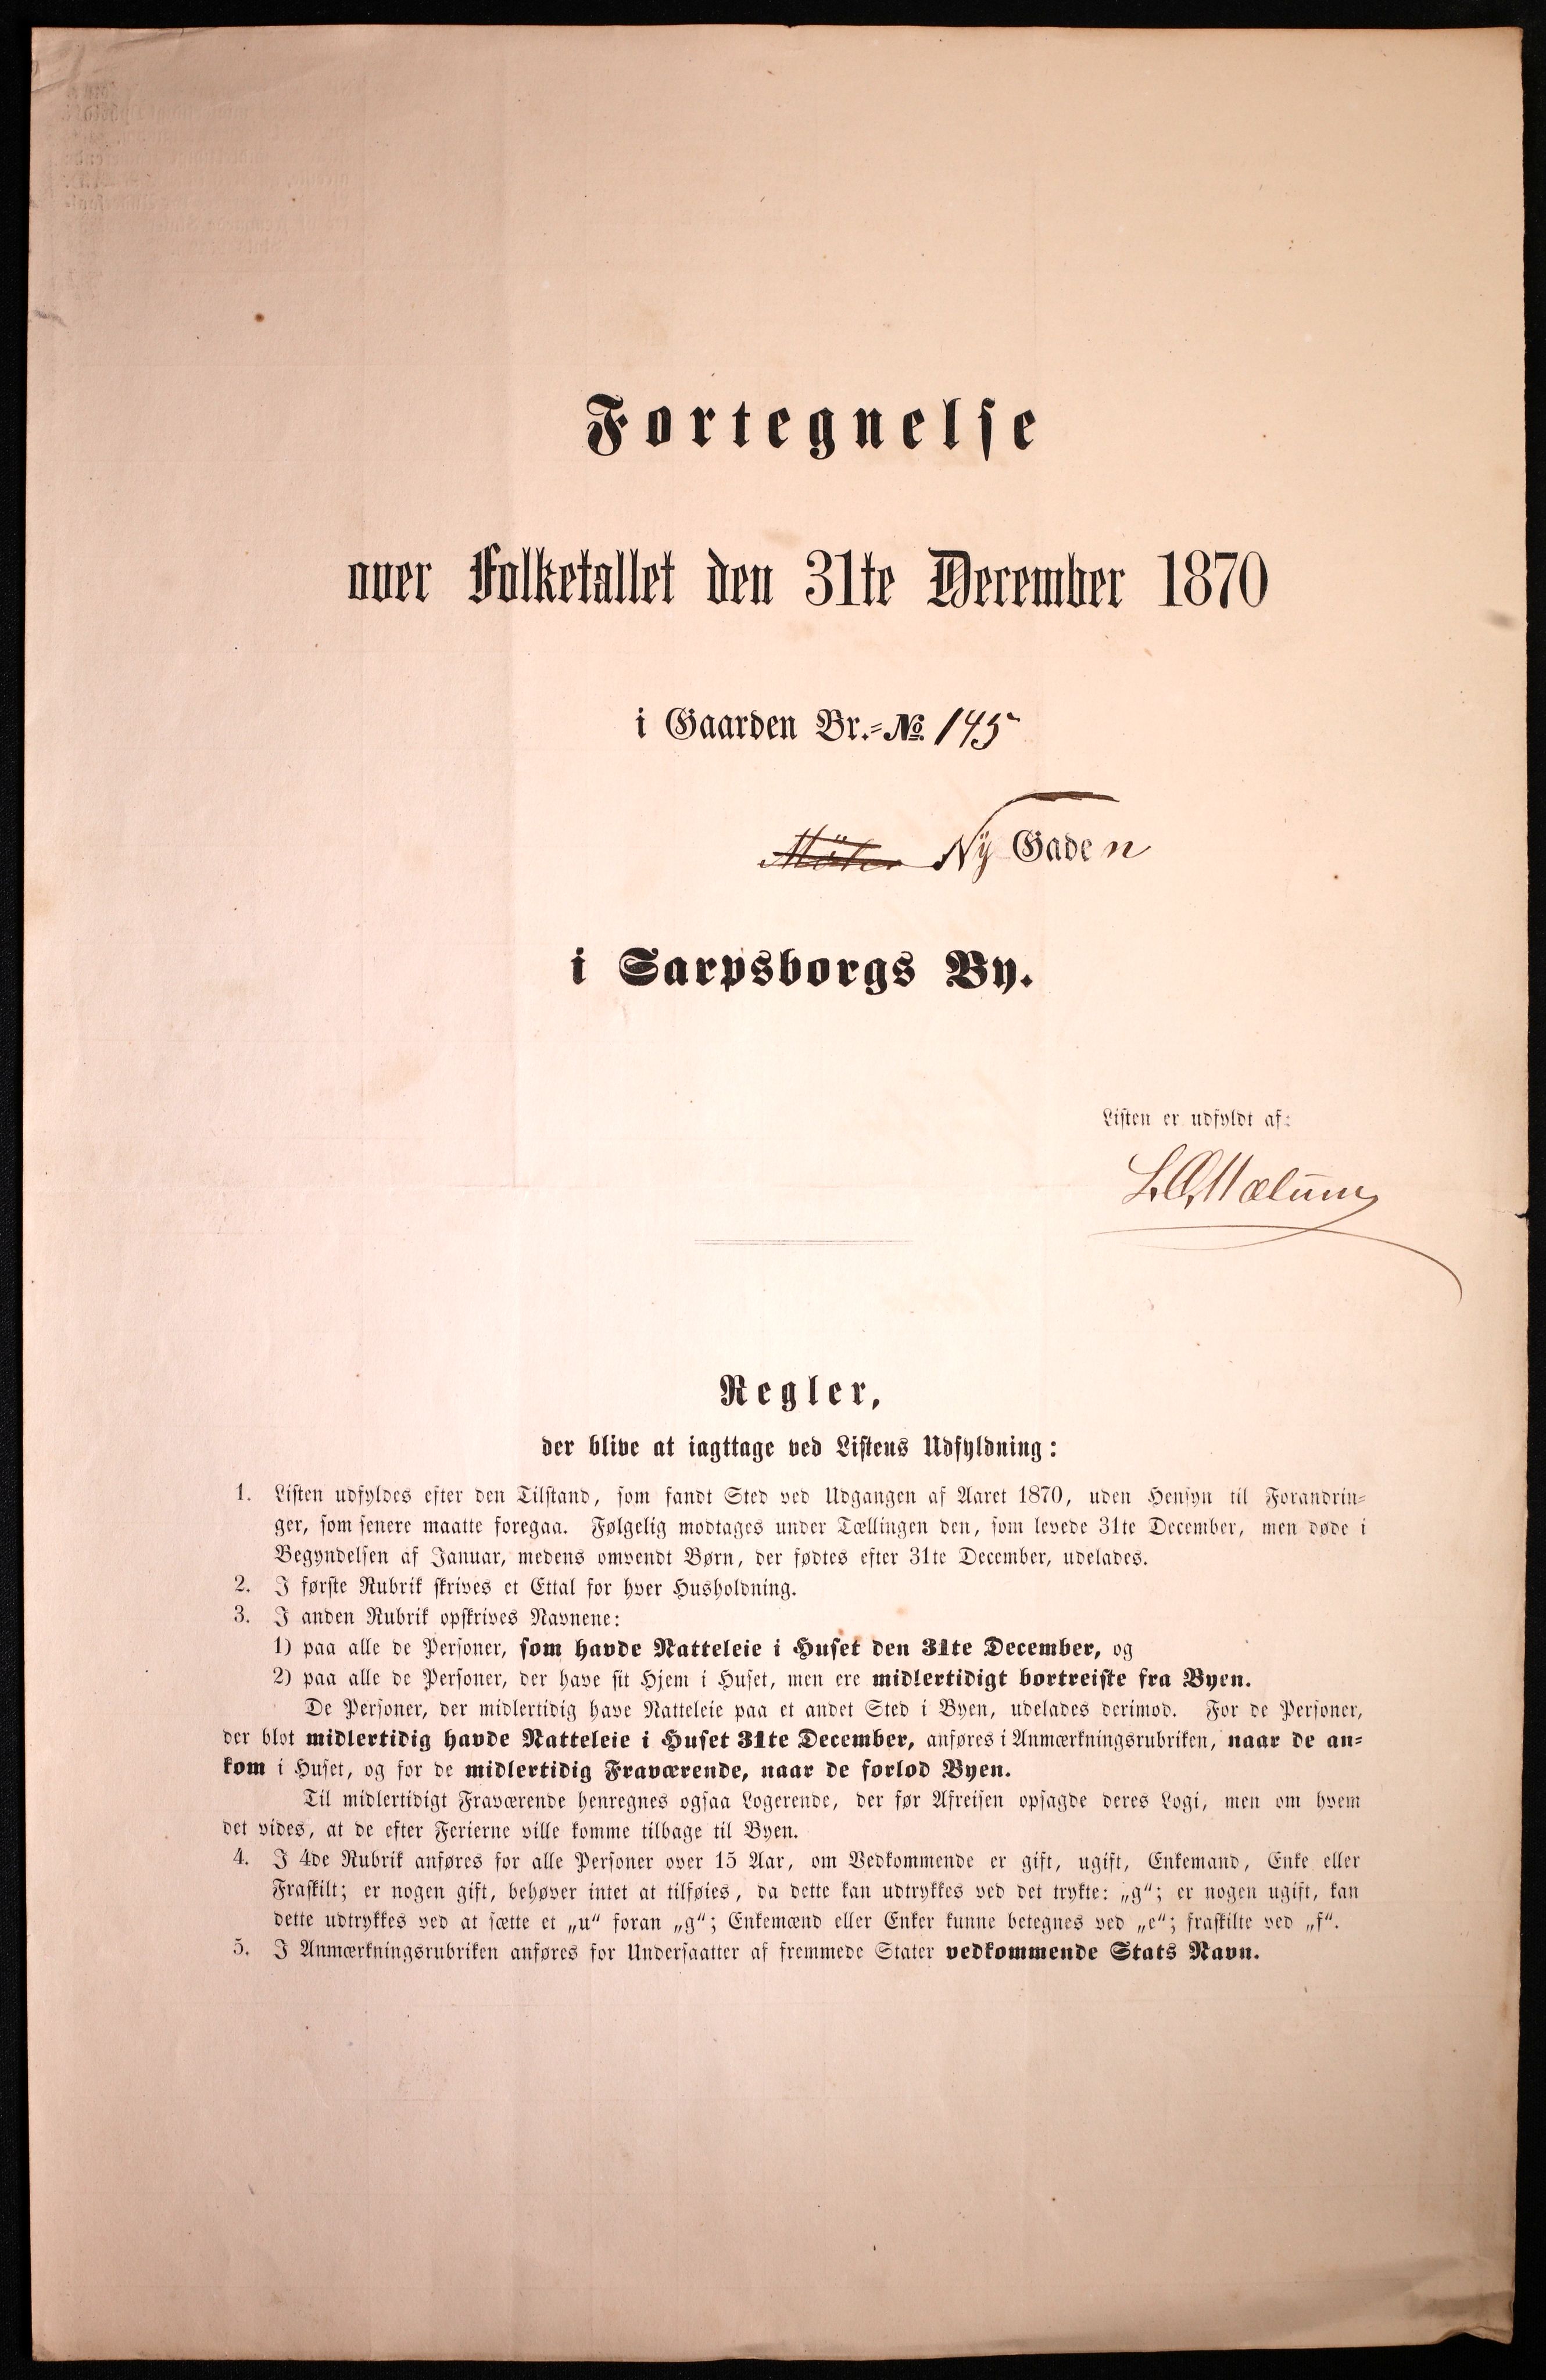 Fortegnelse
over Folketallet den 31te December 1870
i Gaarden Br.=No. 145
Ny Gaden
i Sarpsborgs By.
Listen er udfyldt af:
Regler,
der blive at iagttage ved Listens Udfyldning:
1. Listen udfyldes efter den Tilstand, som fandt Sted ved Udgangen af Aaret 1870, uden Hensyn til Forandrin=
ger, som senere maatte foregaa. Følgelig modtages under Tællingen den, som levede 31te December, men døde i
Begyndelsen af Januar, medens omvendt Børn, der fødtes efter 31te December, udelades.
2. I første Rubrik skrives et Ettal for hver Husholdning.
3. I anden Rubrik opskrives Navnene:
1) paa alle de Personer, som havde Natteleie i Huset den 31te December, og
2) paa alle de Personer, der have sit Hjem i Huset, men ere midlertidigt bortreiste fra Byen.
De Personer, der midlertidig have Natteleie paa et andet Sted i Byen, udelades derimod. For de Personer,
der blot midlertidig havde Natteleie i Huset 31te December, anføres i Anmærkningsrubriken, naar de an=
kom i Huset, og for de midlertidig Fraværende, naar de forlod Byen.
Til midlertidigt Fraværende henregnes ogsaa Logerende, der før Afreisen opsagde deres Logi, men om hvem
det vides, at de efter Ferierne ville komme tilbage til Byen.
4. I 4de Rubrik anføres for alle Personer over 15 Aar, om Vedkommende er gift, ugift, Enkemand, Enke eller
Fraskilt; er nogen gift, behøver intet at tilføies, da dette kan udtrykkes ved det trykte: „g“; er nogen ugift, kan
dette udtrykkes ved at sætte et „u“ foran „g“; Enkemænd eller Enker kunne betegnes ved „e“; fraskilte ved „f“.
5. I Anmærkningsrubriken anføres for Undersaatter af fremmede Stater vedkommende Stats Navn.